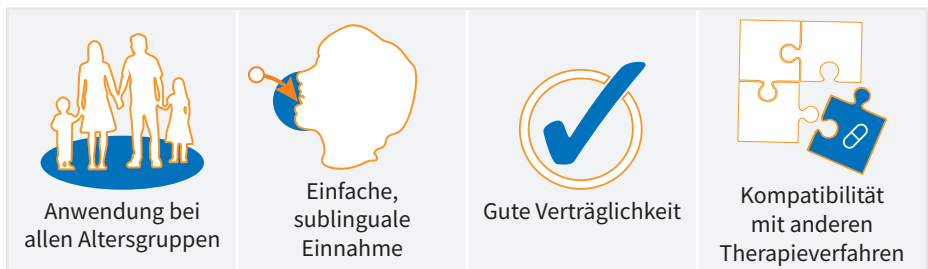 Anwendung bei
allen Altersgruppen
Einfache,
sublinguale
Einnahme
Gute Verträglichkeit
Kompatibilität
mit anderen
Therapieverfahren